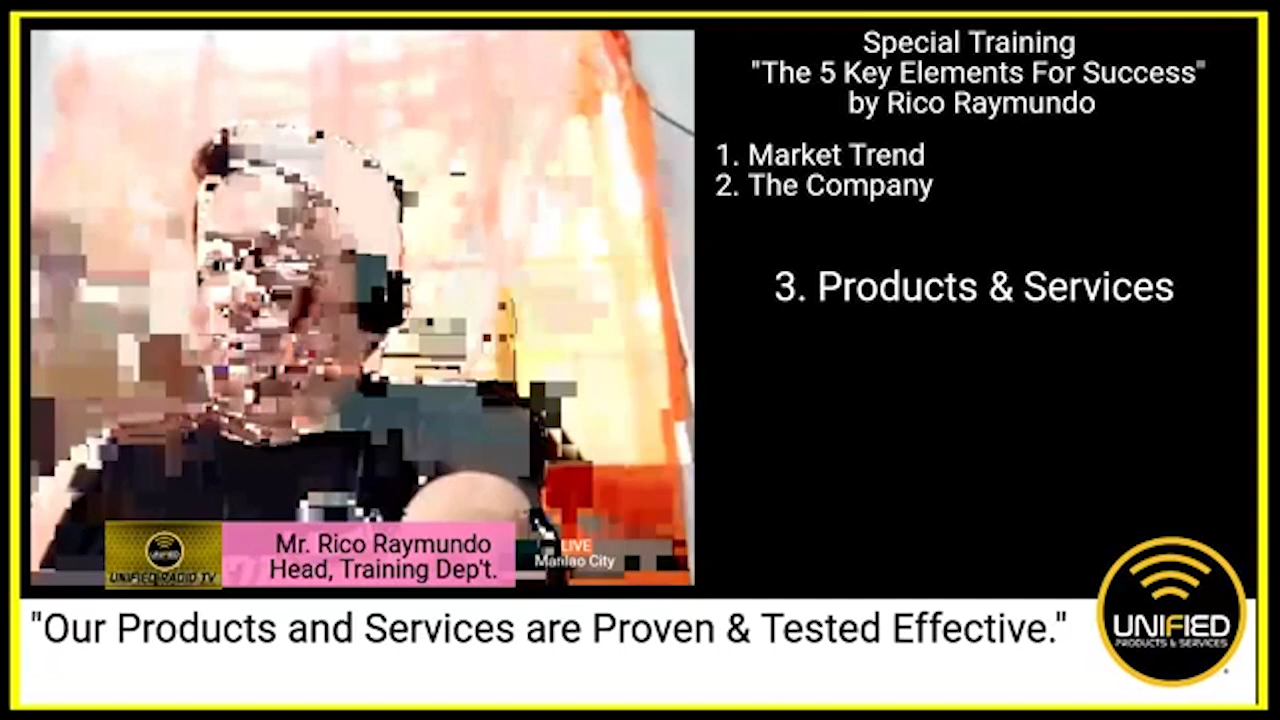 Special Training
"The 5 Key Elements For Success"
by Rico Raymundo
1. Market Trend
2. The Company
3. Products & Services
UNIFIED
UNIFIED RADIO TV
Mr. Rico Raymundo
Head, Training Dep't.
LIVE
"Our Products and Services are Proven & Tested Effective."
UNIFIED
PRODUCTS & SERVICES